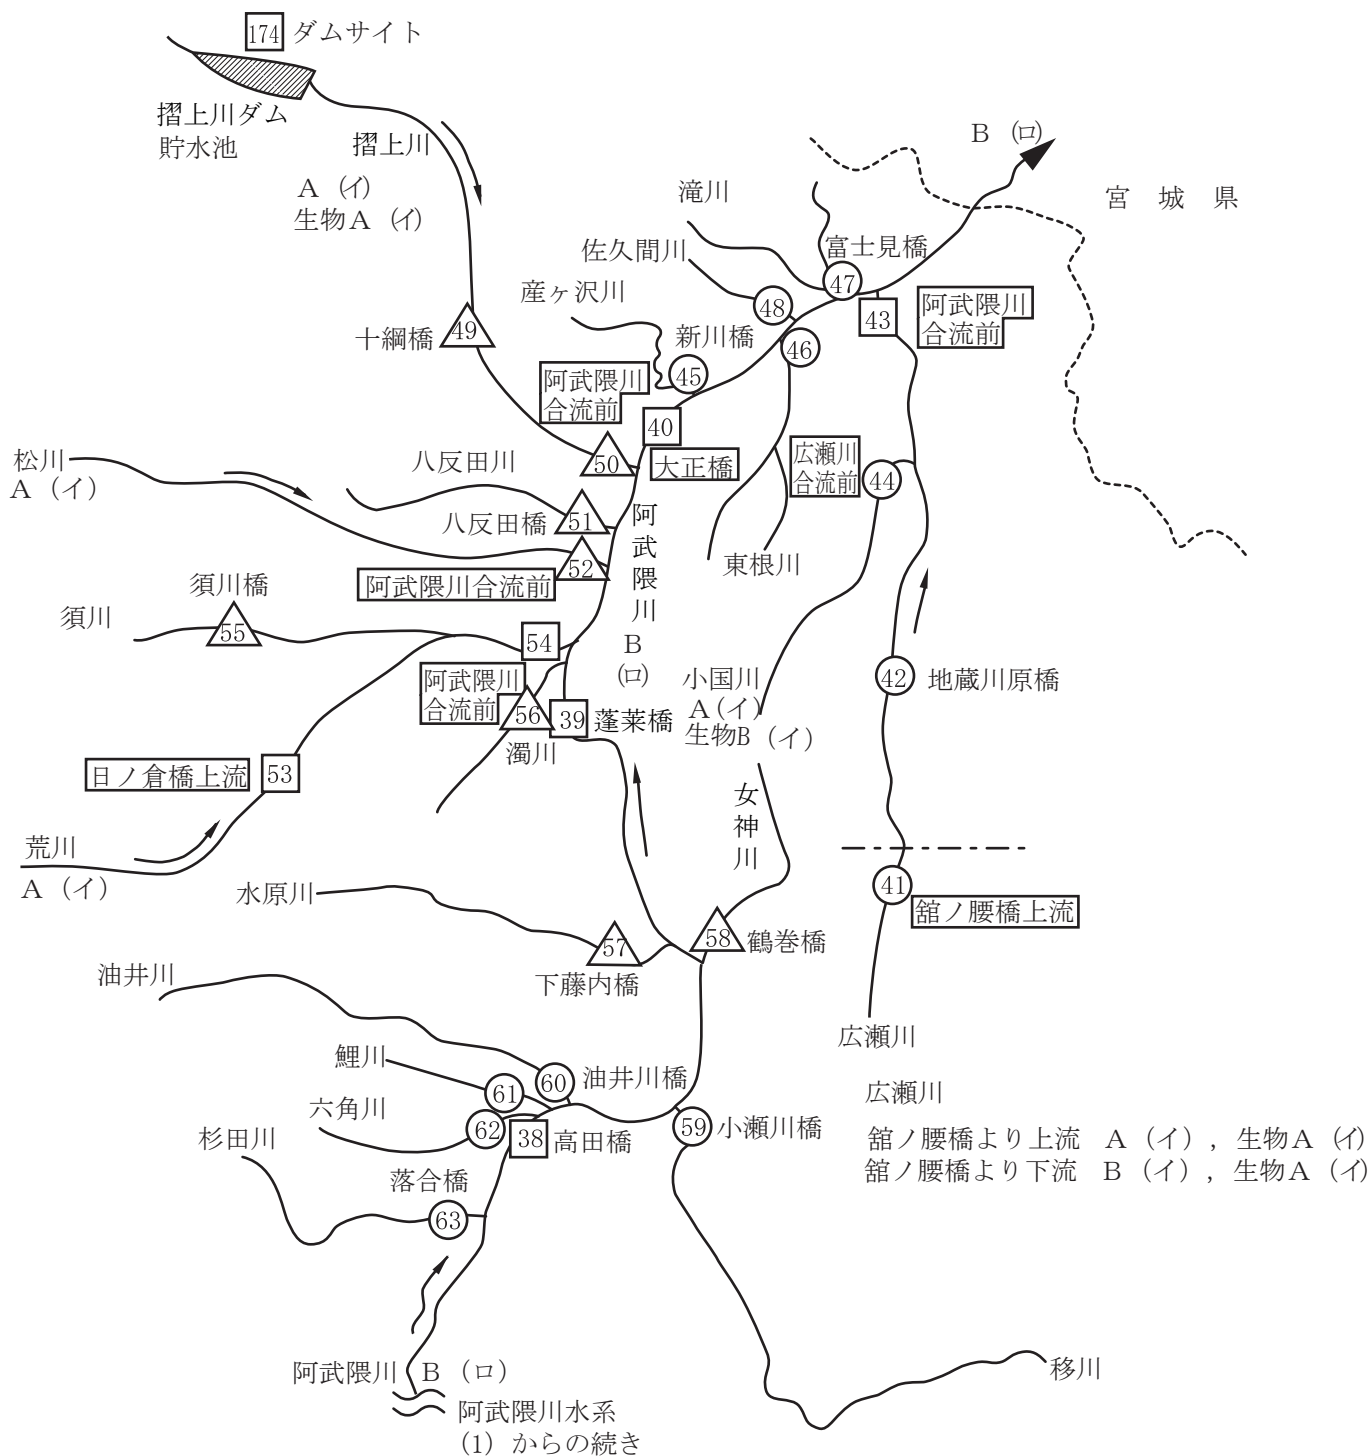 174 ダムサイト
摺上川ダム
貯水池
摺上川
A (イ)
生物A (イ)
B (ロ)
宮 城 県
滝川
佐久間川
富士見橋
47
産ヶ沢川
48
43
阿武隈川
合流前
新川橋
十綱橋
49
46
45
阿武隈川
合流前
40
大正橋
松川
A (イ)
八反田川
50
広瀬川
合流前
44
八反田橋
51
阿武隈川
B
(ロ)
東根川
52
阿武隈川合流前
須川橋
須川
55
54
阿武隈川
合流前
56
39
蓬莱橋
濁川
小国川
A(イ)
生物B (イ)
42
地蔵川原橋
日ノ倉橋上流
53
女神川
荒川
A (イ)
41
舘ノ腰橋上流
水原川
57
下藤内橋
58
鶴巻橋
油井川
広瀬川
鯉川
60
油井川橋
61
六角川
62
38
高田橋
59
小瀬川橋
杉田川
落合橋
63
広瀬川
舘ノ腰橋より上流 A (イ), 生物A (イ)
舘ノ腰橋より下流 B (イ), 生物A (イ)
阿武隈川 B (ロ)
移川
阿武隈川水系
(1) からの続き